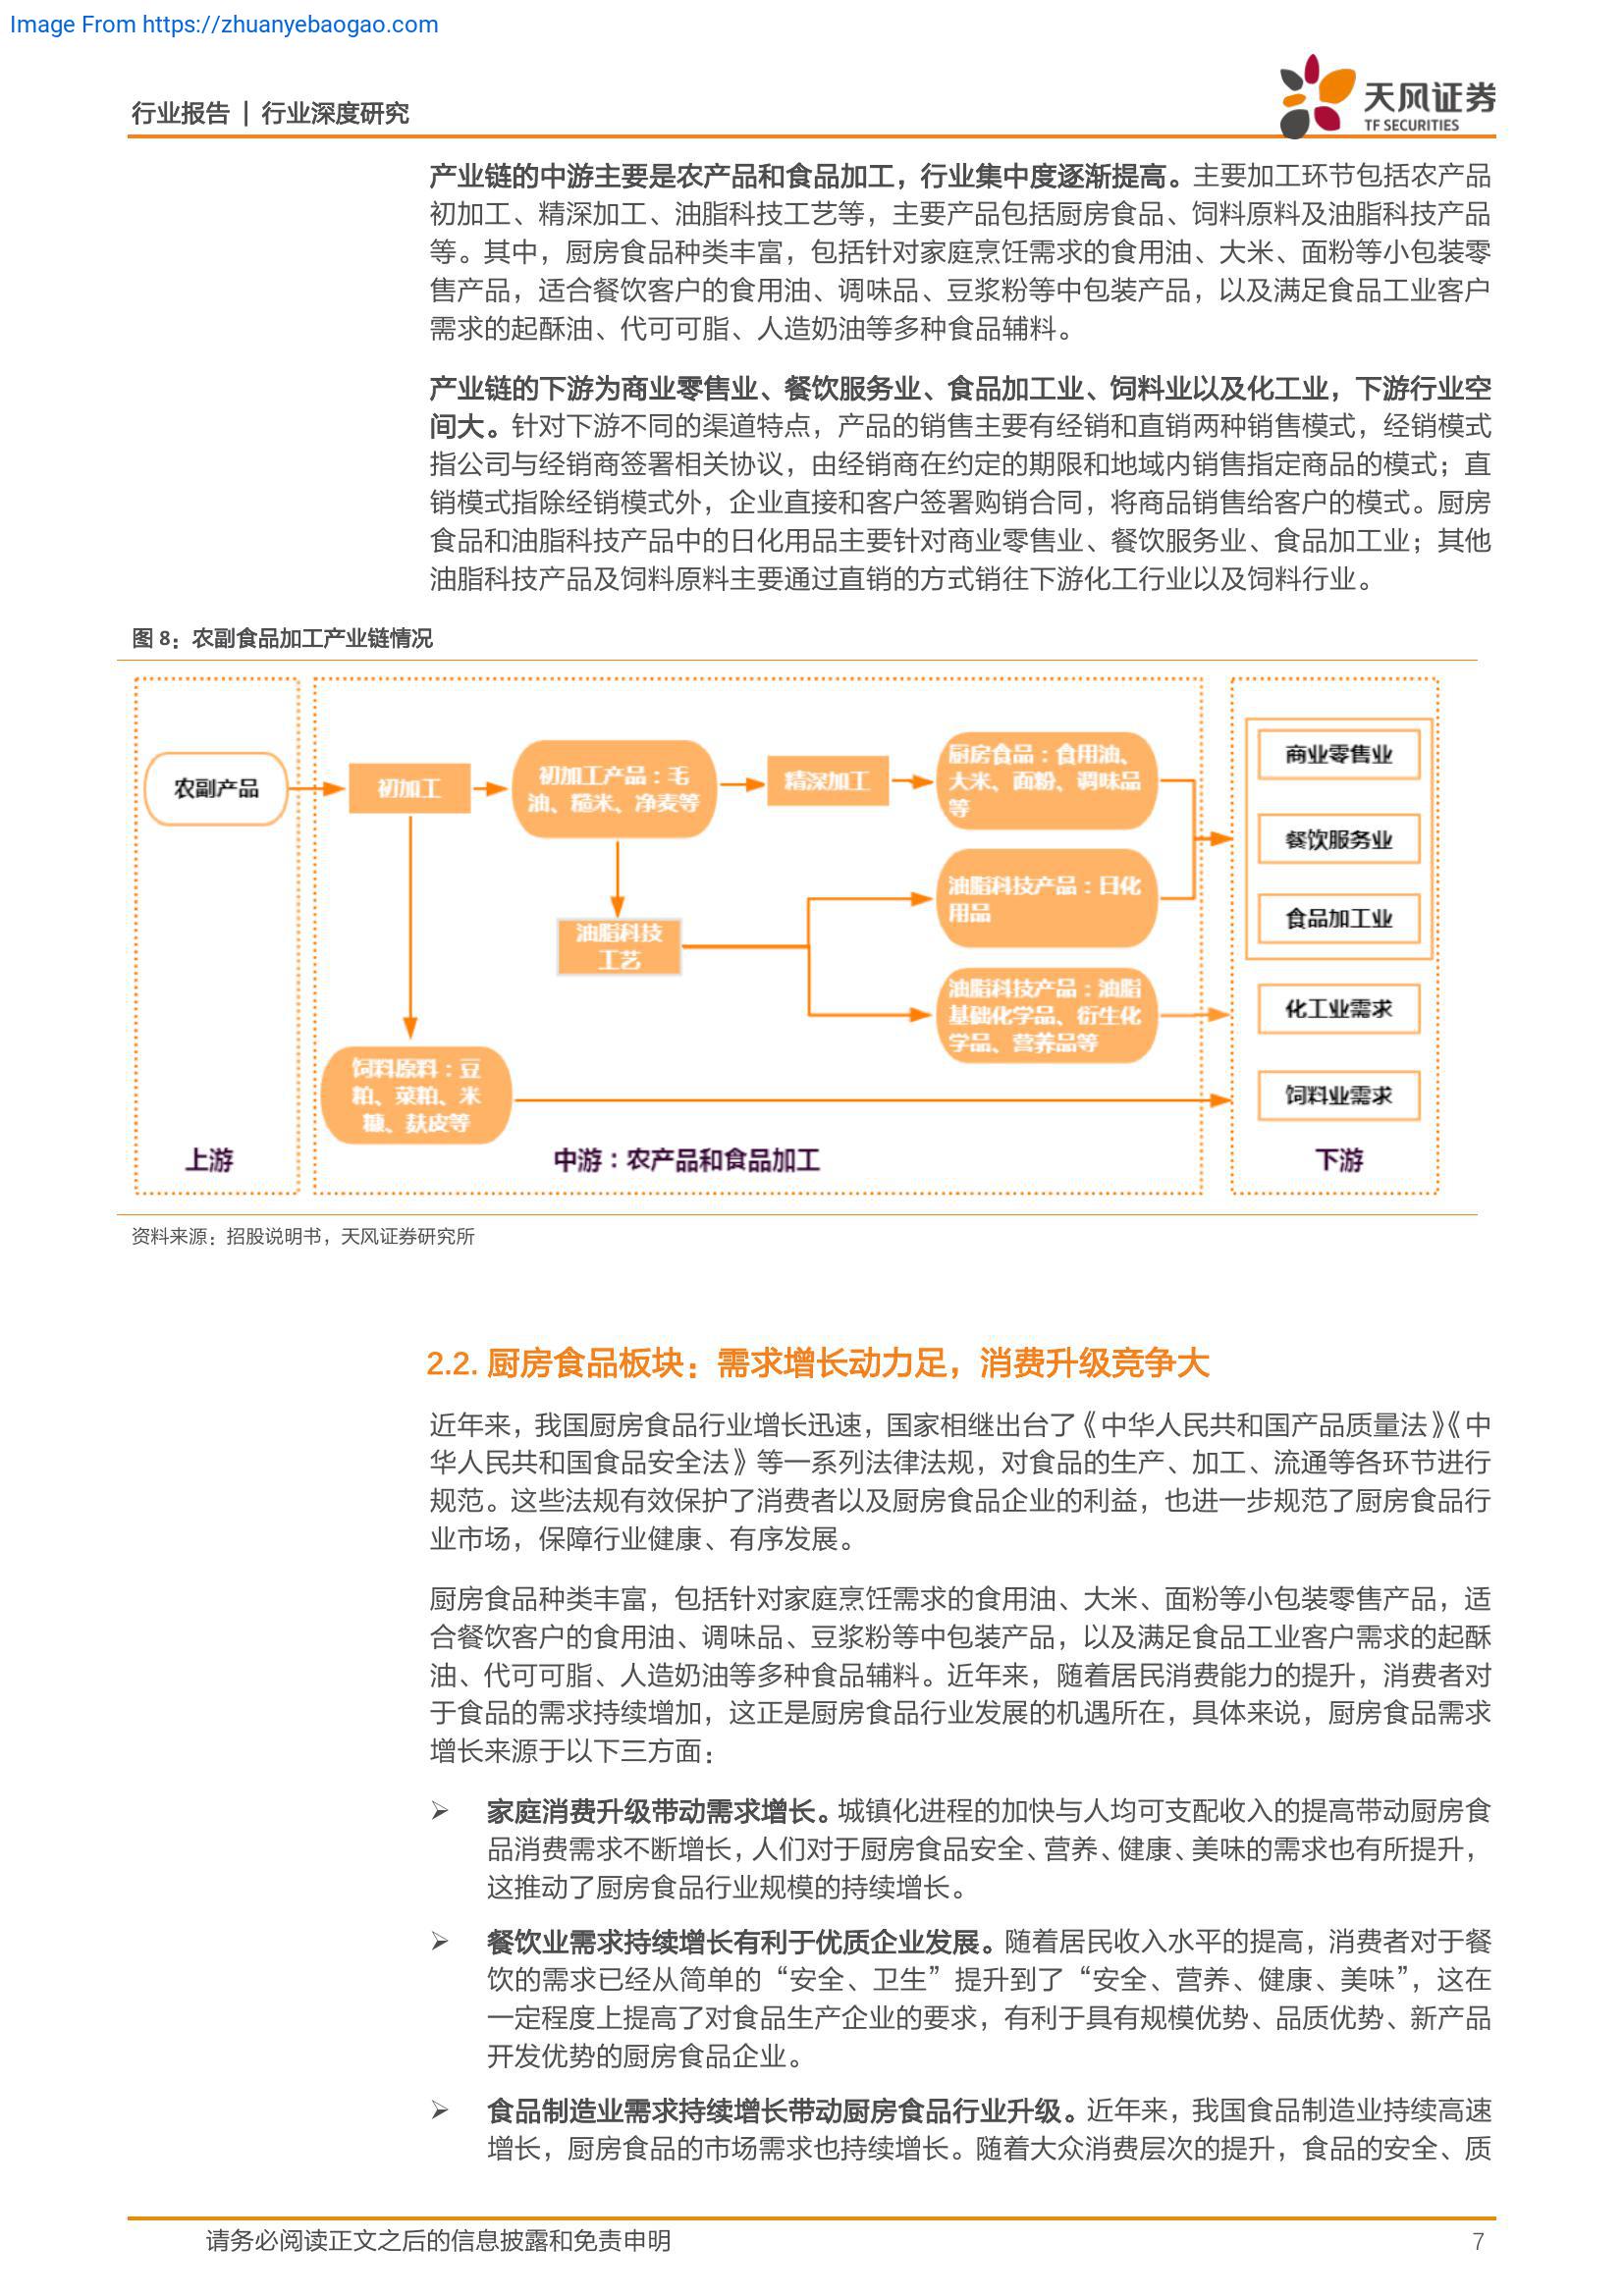 Image From https://zhuanyebaogao.com
天风证券
TF SECURITIES
行业报告 | 行业深度研究
产业链的中游主要是农产品和食品加工，行业集中度逐渐提高。主要加工环节包括农产品
初加工、精深加工、油脂科技工艺等，主要产品包括厨房食品、饲料原料及油脂科技产品
等。其中，厨房食品种类丰富，包括针对家庭烹饪需求的食用油、大米、面粉等小包装零
售产品，适合餐饮客户的食用油、调味品、豆浆粉等中包装产品，以及满足食品工业客户
需求的起酥油、代可可脂、人造奶油等多种食品辅料。
产业链的下游为商业零售业、餐饮服务业、食品加工业、饲料业以及化工业，下游行业空
间大。针对下游不同的渠道特点，产品的销售主要有经销和直销两种销售模式，经销模式
指公司与经销商签署相关协议，由经销商在约定的期限和地域内销售指定商品的模式；直
销模式指除经销模式外，企业直接和客户签署购销合同，将商品销售给客户的模式。厨房
食品和油脂科技产品中的日化用品主要针对商业零售业、餐饮服务业、食品加工业；其他
油脂科技产品及饲料原料主要通过直销的方式销往下游化工行业以及饲料行业。
图 8：农副食品加工产业链情况
农副产品
上游
初加工
初加工产品：毛
油、糙米、净麦等
精深加工
厨房食品：食用油、
大米、面粉、调味品
等
油脂科技
工艺
油脂科技产品：日化
用品
油脂科技产品：油脂
基础化学品、衍生化
学品、营养品等
饲料原料：豆
粕、菜粕、米
糠、麸皮等
中游：农产品和食品加工
商业零售业
餐饮服务业
食品加工业
化工业需求
饲料业需求
下游
资料来源：招股说明书，天风证券研究所
2.2. 厨房食品板块：需求增长动力足，消费升级竞争大
近年来，我国厨房食品行业增长迅速，国家相继出台了《中华人民共和国产品质量法》《中
华人民共和国食品安全法》等一系列法律法规，对食品的生产、加工、流通等各环节进行
规范。这些法规有效保护了消费者以及厨房食品企业的利益，也进一步规范了厨房食品行
业市场，保障行业健康、有序发展。
厨房食品种类丰富，包括针对家庭烹饪需求的食用油、大米、面粉等小包装零售产品，适
合餐饮客户的食用油、调味品、豆浆粉等中包装产品，以及满足食品工业客户需求的起酥
油、代可可脂、人造奶油等多种食品辅料。近年来，随着居民消费能力的提升，消费者对
于食品的需求持续增加，这正是厨房食品行业发展的机遇所在，具体来说，厨房食品需求
增长来源于以下三方面：
➢ 家庭消费升级带动需求增长。城镇化进程的加快与人均可支配收入的提高带动厨房食
品消费需求不断增长，人们对于厨房食品安全、营养、健康、美味的需求也有所提升，
这推动了厨房食品行业规模的持续增长。
➢ 餐饮业需求持续增长有利于优质企业发展。随着居民收入水平的提高，消费者对于餐
饮的需求已经从简单的“安全、卫生”提升到了“安全、营养、健康、美味”，这在
一定程度上提高了对食品生产企业的要求，有利于具有规模优势、品质优势、新产品
开发优势的厨房食品企业。
➢ 食品制造业需求持续增长带动厨房食品行业升级。近年来，我国食品制造业持续高速
增长，厨房食品的市场需求也持续增长。随着大众消费层次的提升，食品的安全、质
请务必阅读正文之后的信息披露和免责申明
7